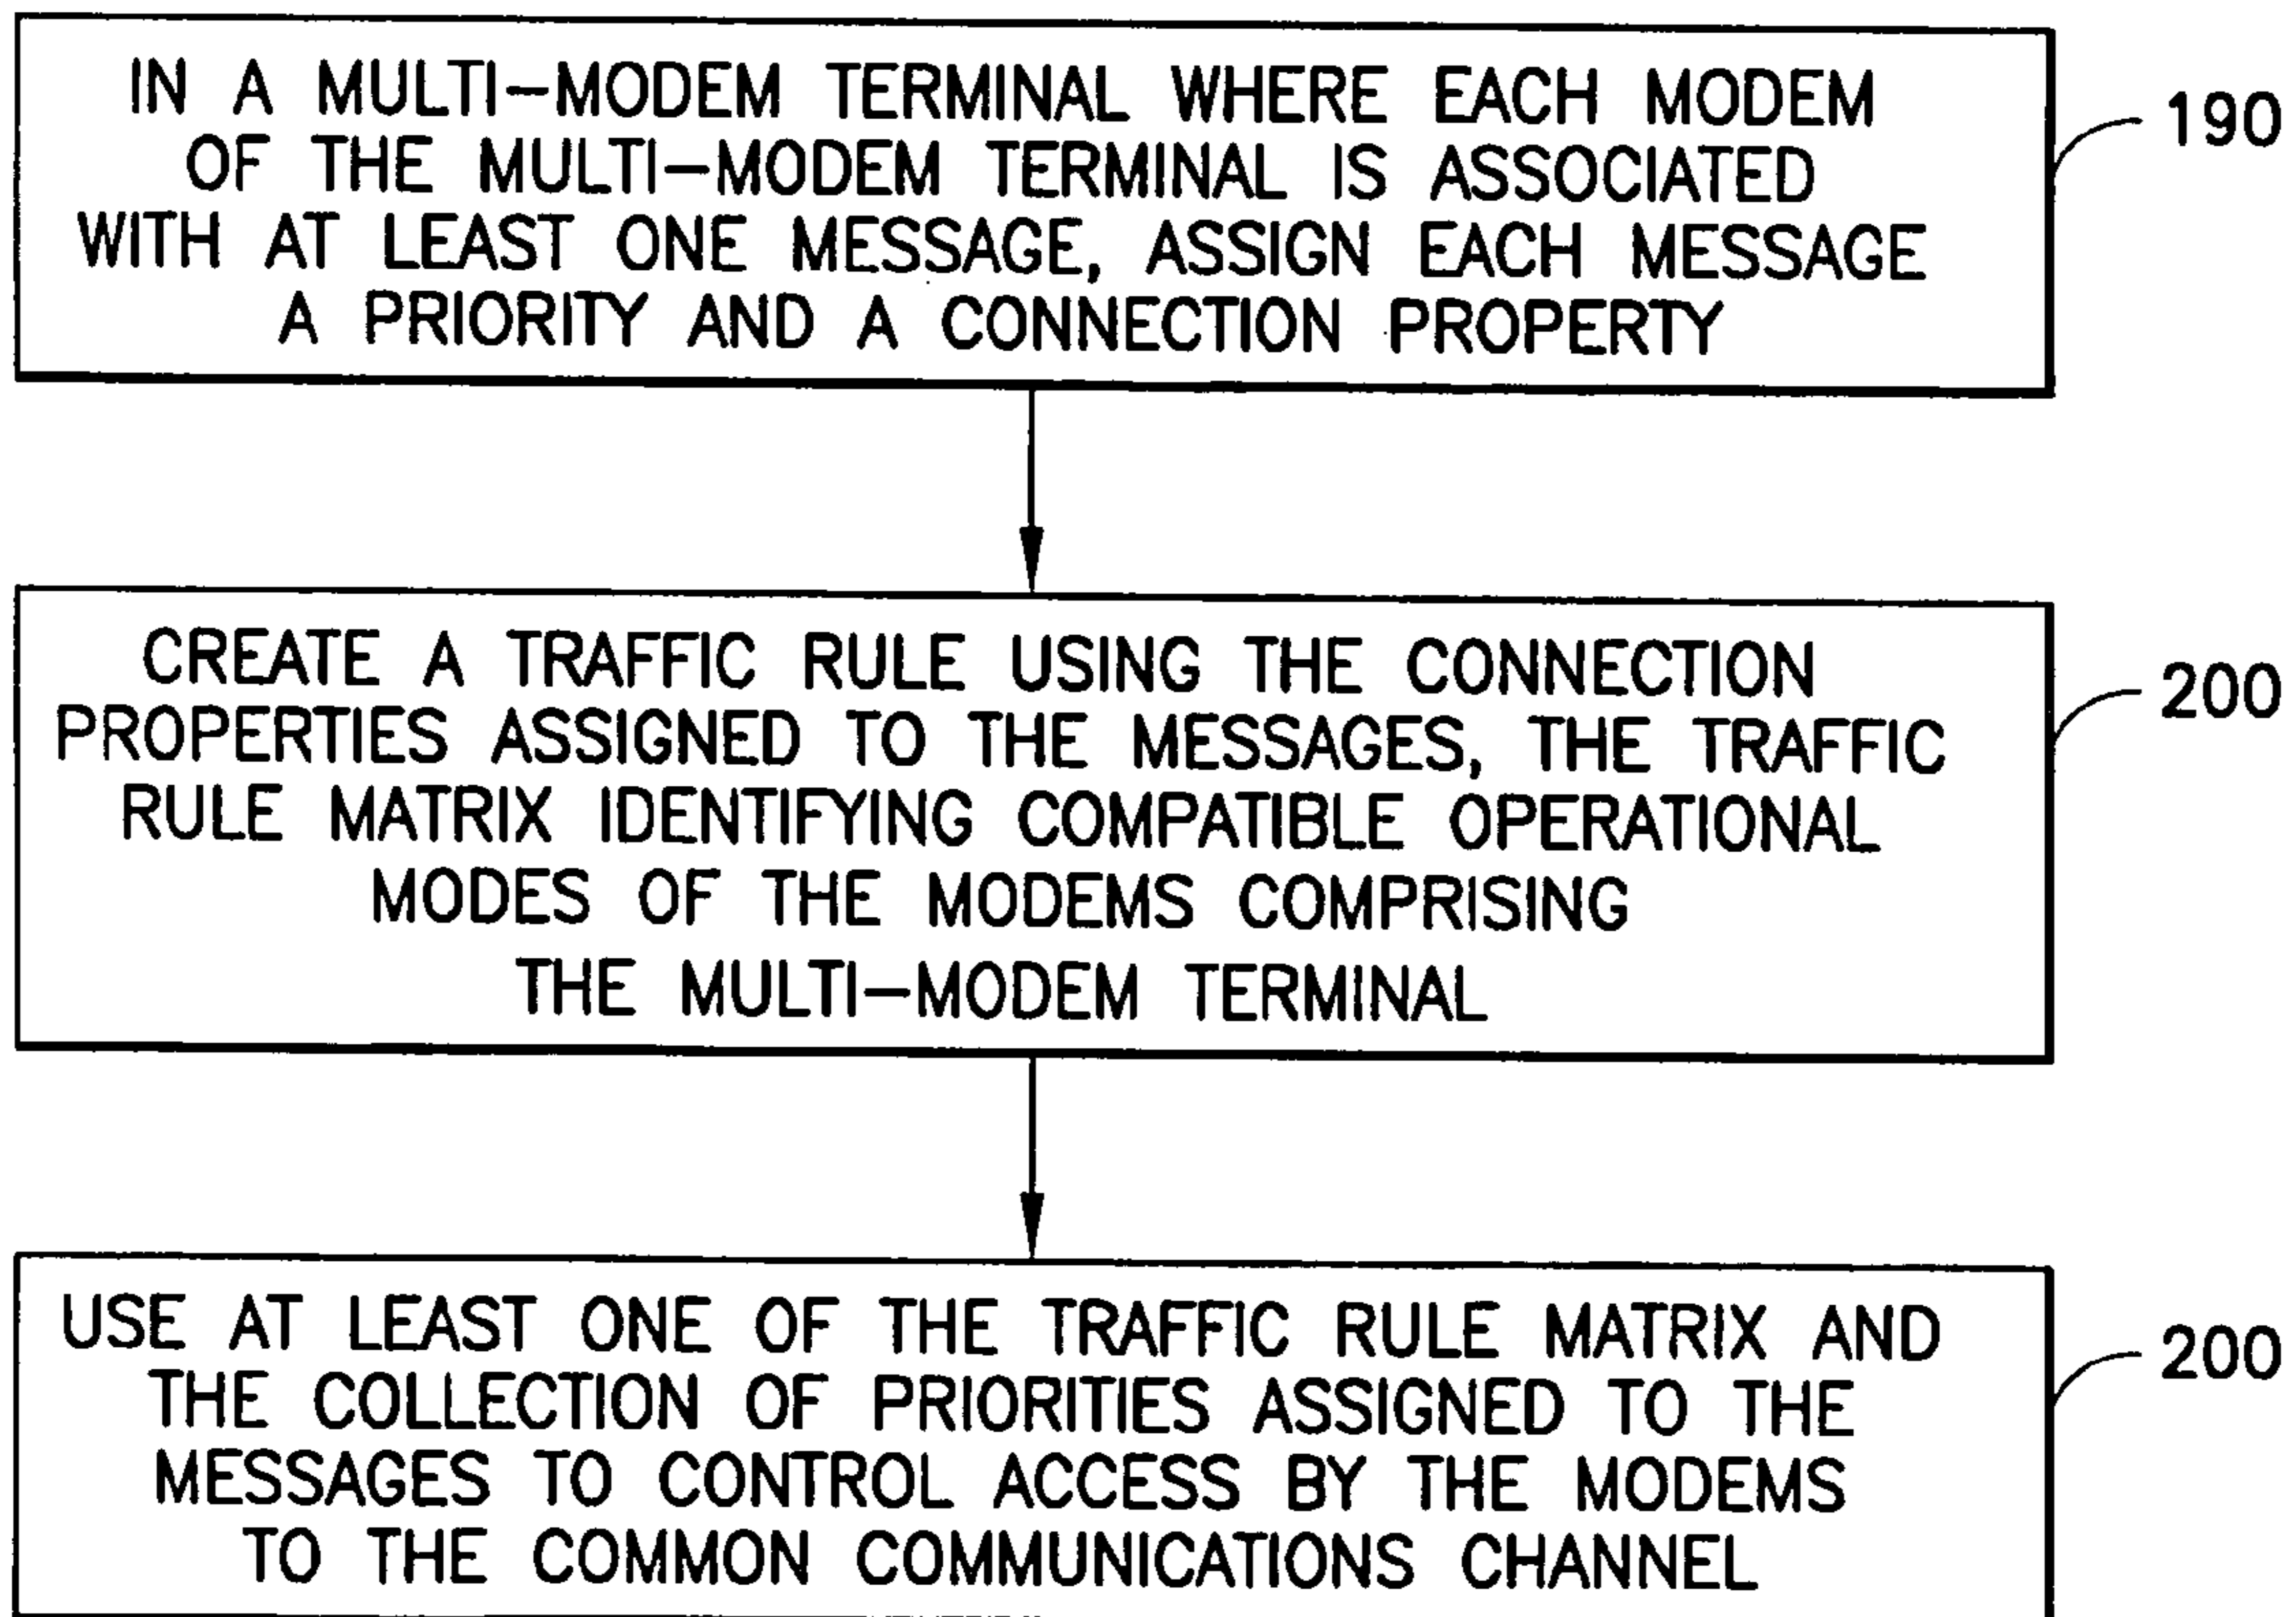 IN A MULTI-MODEM TERMINAL WHERE EACH MODEM
OF THE MULTI-MODEM TERMINAL IS ASSOCIATED
WITH AT LEAST ONE MESSAGE, ASSIGN EACH MESSAGE
A PRIORITY AND A CONNECTION PROPERTY
190
CREATE A TRAFFIC RULE USING THE CONNECTION
PROPERTIES ASSIGNED TO THE MESSAGES, THE TRAFFIC
RULE MATRIX IDENTIFYING COMPATIBLE OPERATIONAL
MODES OF THE MODEMS COMPRISING
THE MULTI-MODEM TERMINAL
200
USE AT LEAST ONE OF THE TRAFFIC RULE MATRIX AND
THE COLLECTION OF PRIORITIES ASSIGNED TO THE
MESSAGES TO CONTROL ACCESS BY THE MODEMS
TO THE COMMON COMMUNICATIONS CHANNEL
200